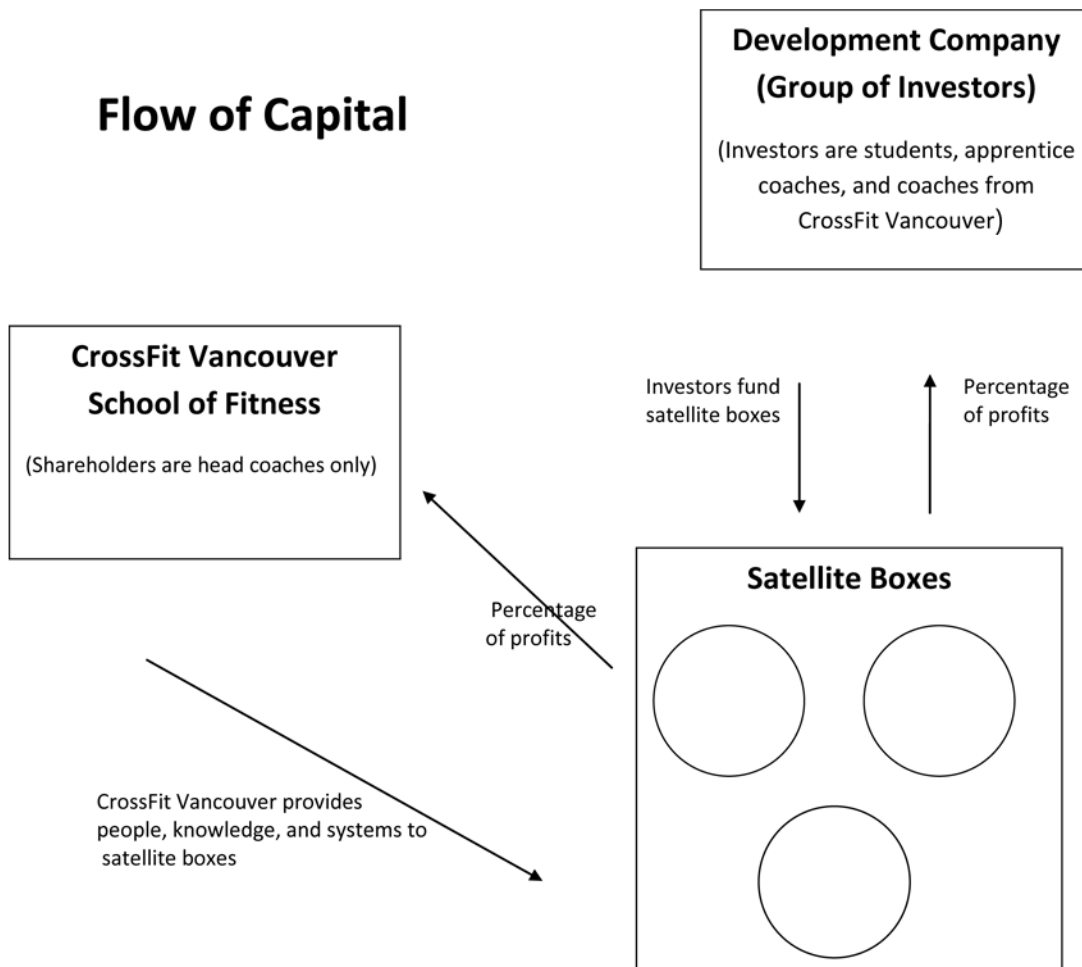 Flow of Capital
Development Company
(Group of Investors)
(Investors are students, apprentice
coaches, and coaches from
CrossFit Vancouver)
CrossFit Vancouver
School of Fitness
(Shareholders are head coaches only)
Investors fund
satellite boxes
Percentage
of profits
Percentage
of profits
Satellite Boxes
CrossFit Vancouver provides
people, knowledge, and systems to
satellite boxes